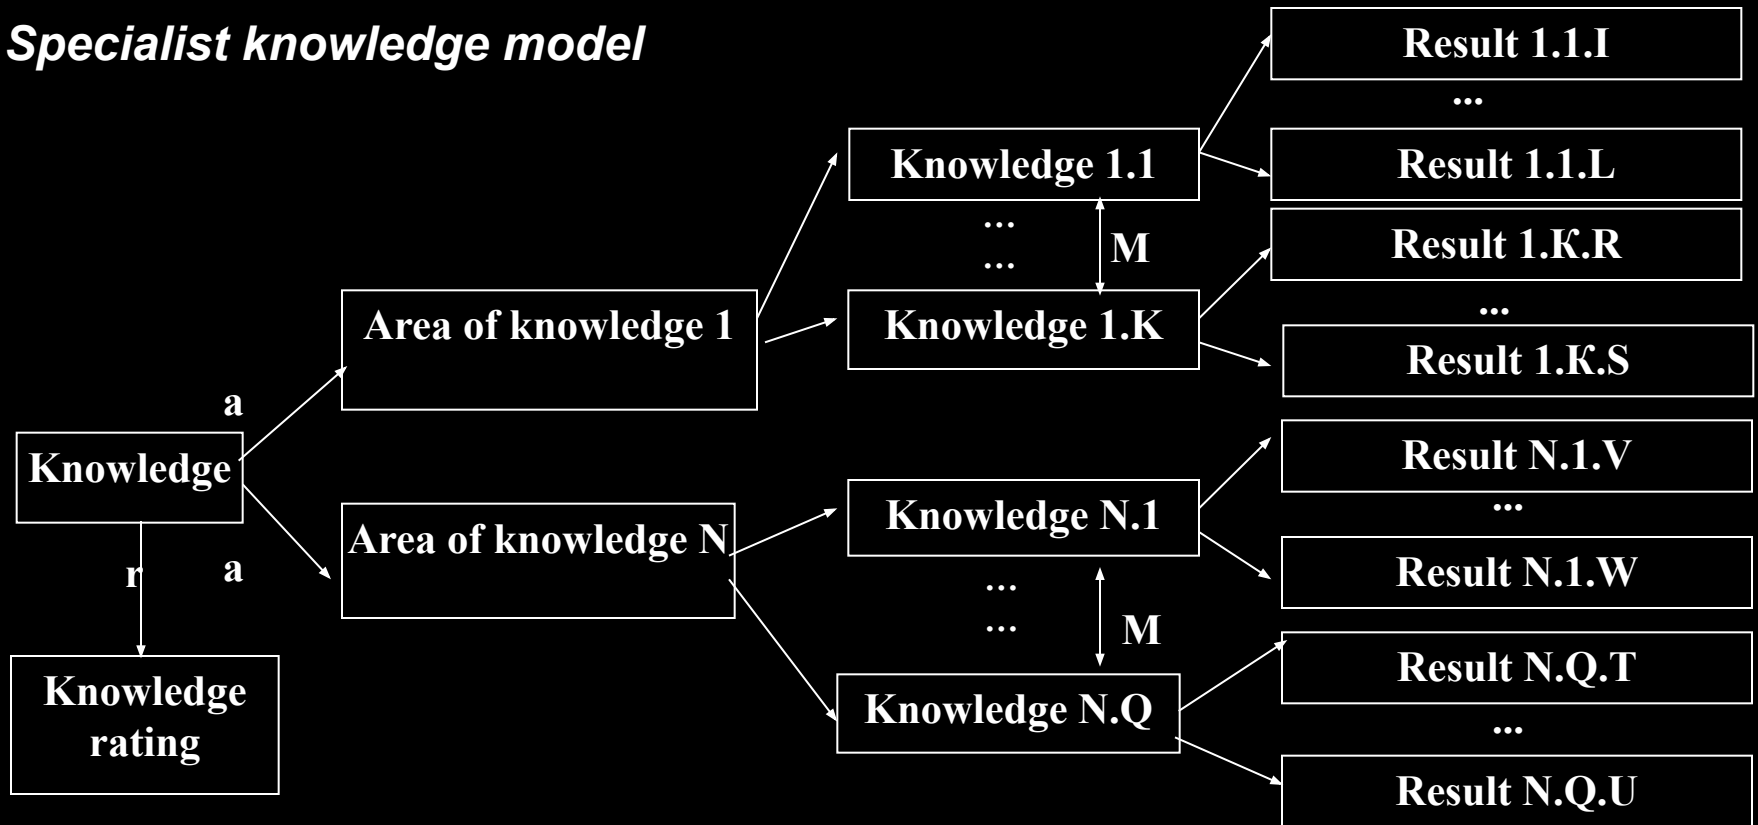 Specialist knowledge model
Result 1.1.I
...
Knowledge 1.1
Result 1.1.L
...
...
M
Result 1.К.R
Area of knowledge 1
Knowledge 1.K
...
Result 1.К.S
a
Knowledge
Result N.1.V
...
Area of knowledge N
Knowledge N.1
r
a
Result N.1.W
...
...
M
Knowledge
rating
Knowledge N.Q
Result N.Q.T
...
Result N.Q.U